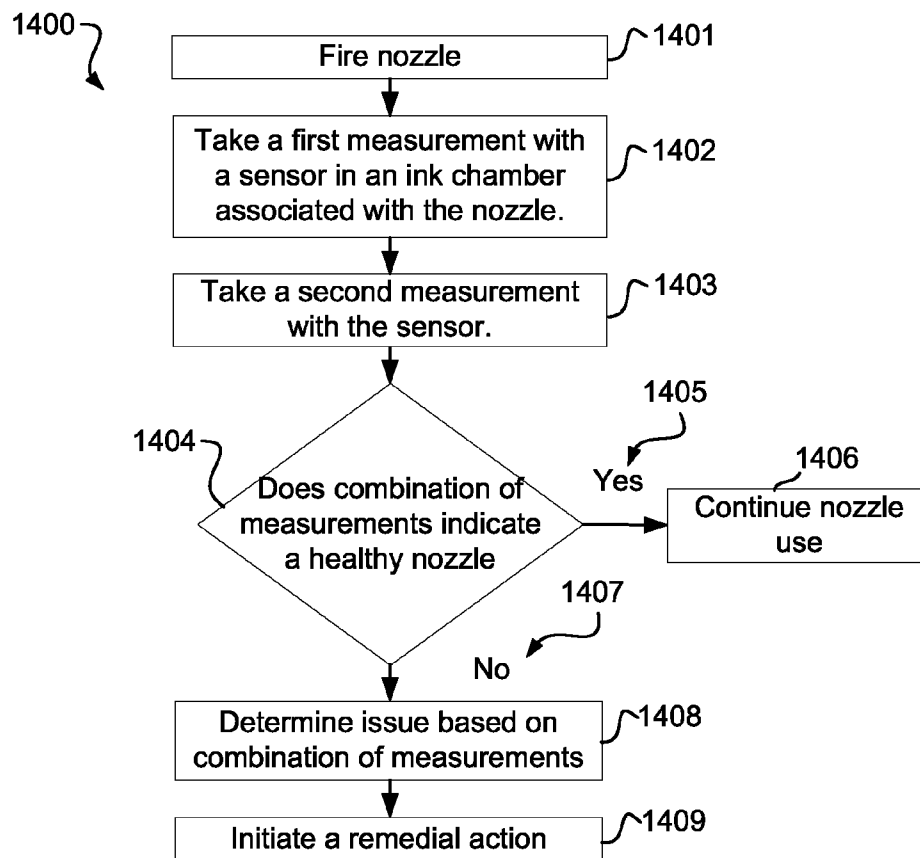 1400
Fire nozzle
1401
Take a first measurement with
a sensor in an ink chamber
associated with the nozzle.
1402
Take a second measurement
with the sensor.
1403
1404
Does combination of
measurements indicate
a healthy nozzle
1405
Yes
1406
Continue nozzle
use
1407
No
Determine issue based on
combination of measurements
1408
Initiate a remedial action
1409